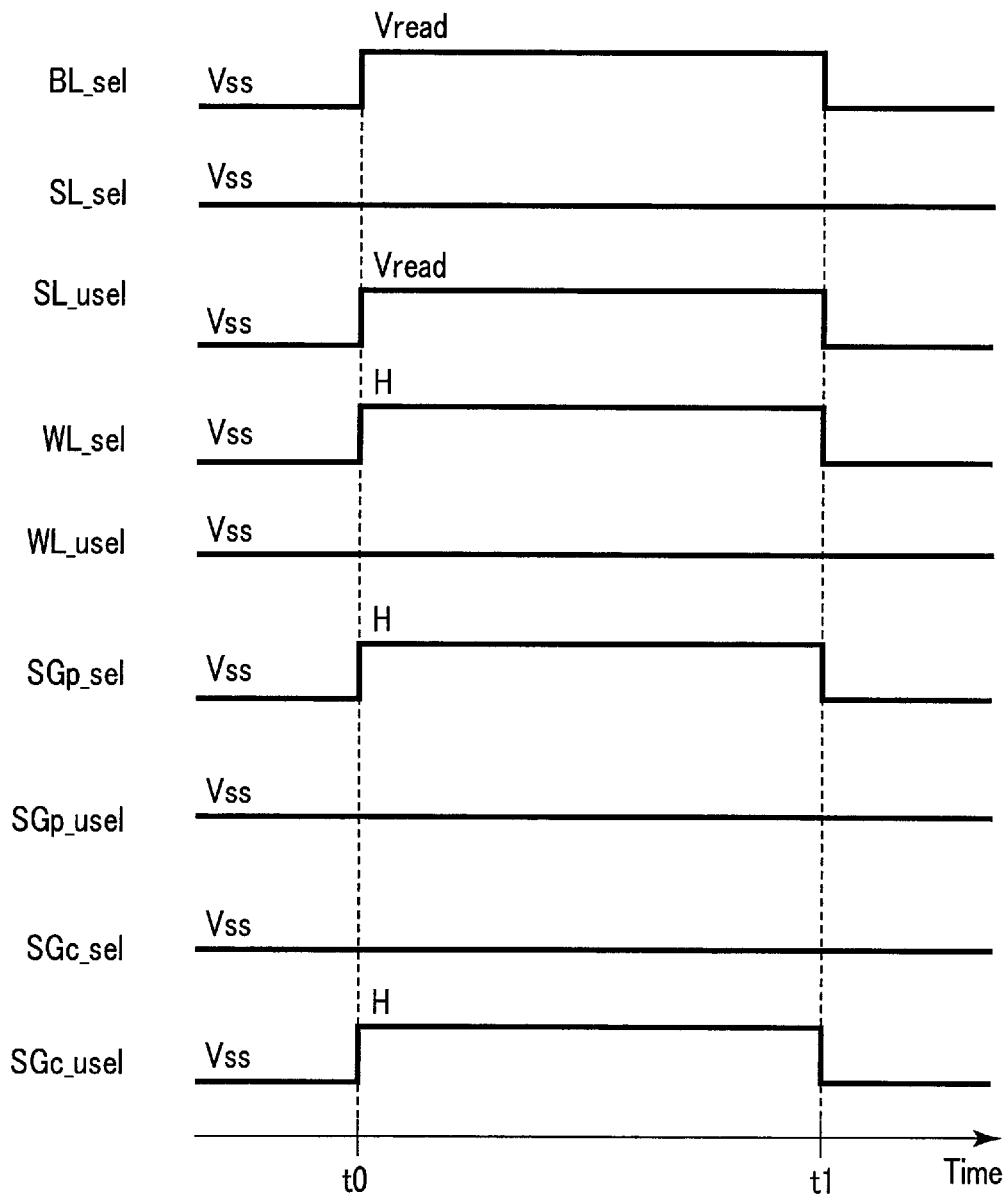 Vread
BL_sel Vss
SL_sel Vss
Vread
SL_usel Vss
H
WL_sel Vss
WL_usel Vss
H
SGp_sel Vss
SGp_usel Vss
SGc_sel Vss
H
SGc_usel Vss
t0 t1 Time